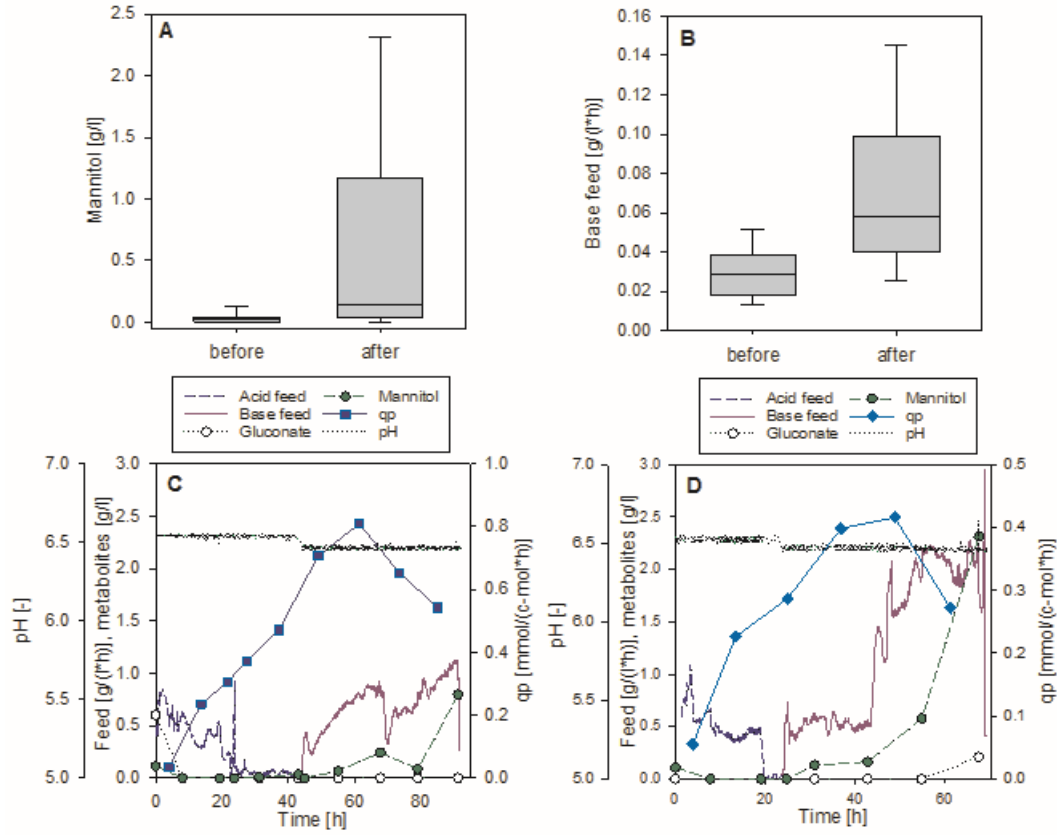 A
2.5
2.0
1.5
1.0
0.5
0.0
Mannitol [g/l]
before after
B
0.16
0.14
0.12
0.10
0.08
0.06
0.04
0.02
0.00
Base feed [g/(l*h)]
before after
Acid feed Mannitol
Base feed qp
Gluconate pH
Acid feed Mannitol
Base feed qp
Gluconate pH
C
7.0
6.5
6.0
5.5
5.0
pH [-]
3.0
2.5
2.0
1.5
1.0
0.5
0.0
Feed [g/(l*h)], metabolites [g/l]
1.0
0.8
0.6
0.4
0.2
0.0
qp [mmol/(c-mol*h)]
0 20 40 60 80
Time [h]
D
7.0
6.5
6.0
5.5
5.0
pH [-]
3.0
2.5
2.0
1.5
1.0
0.5
0.0
Feed [g/(l*h)], metabolites [g/l]
0.5
0.4
0.3
0.2
0.1
0.0
qp [mmol/(c-mol*h)]
0 20 40 60
Time [h]